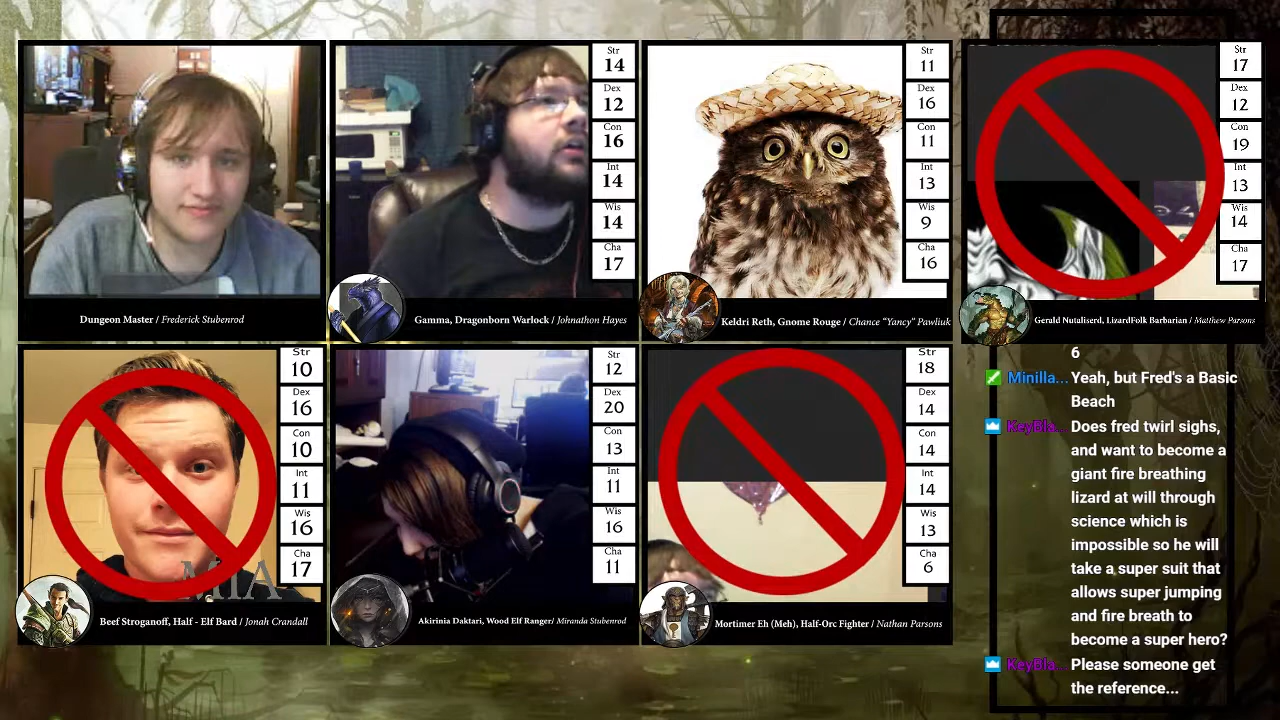 Str
14
Dex
12
Con
16
Int
14
Wis
14
Cha
17
Str
11
Dex
16
Con
11
Int
13
Wis
9
Cha
16
Str
17
Dex
12
Con
19
Int
13
Wis
14
Cha
17
Dungeon Master / Frederick Stubenrod
Gamma, Dragonborn Warlock / Johnathon Hayes
Keldri Reth, Gnome Rouge / Chance "Yancy" Pawliuk
Gerald Nutaliserd, LizardFolk Barbarian / Matthew Parsons
Str
10
Dex
16
Con
10
Int
11
Wis
16
Cha
17
MIA
Str
12
Dex
20
Con
13
Int
11
Wis
16
Cha
11
Str
18
Dex
14
Con
14
Int
14
Wis
13
Cha
6
Beef Stroganoff, Half - Elf Bard / Jonah Crandall
Akirinia Daktari, Wood Elf Ranger/ Miranda Stubenrod
Mortimer Eh (Meh), Half-Orc Fighter / Nathan Parsons
6
Minilla... Yeah, but Fred's a Basic
Beach
KeyBla... Does fred twirl sighs,
and want to become a
giant fire breathing
lizard at will through
science which is
impossible so he will
take a super suit that
allows super jumping
and fire breath to
become a super hero?
KeyBla... Please someone get
the reference...